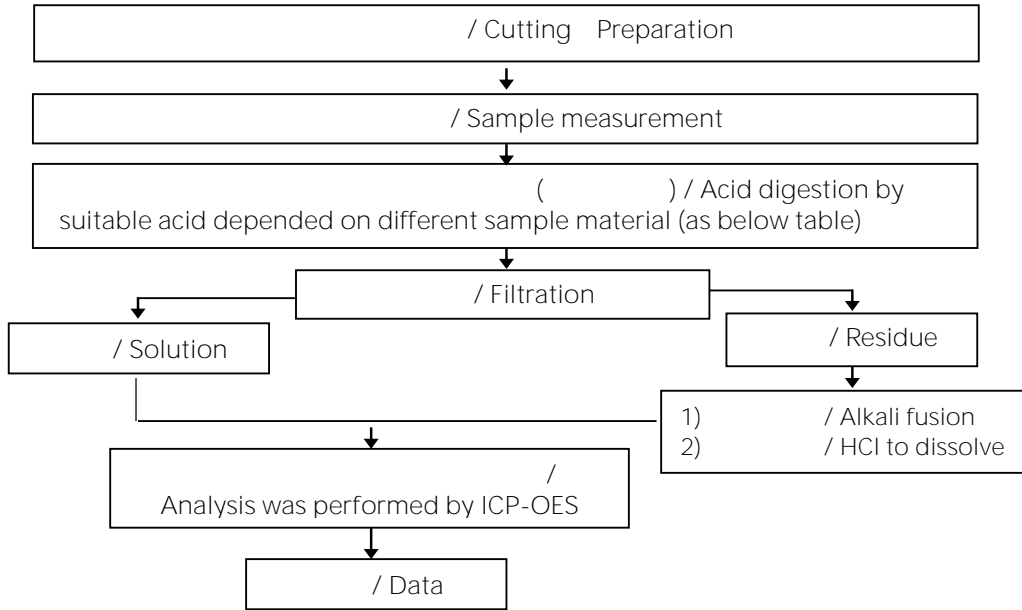 / Cutting Preparation
/ Sample measurement
( ) / Acid digestion by
suitable acid depended on different sample material (as below table)
/ Filtration
/ Solution
/ Residue
1) / Alkali fusion
2) / HCl to dissolve
/
Analysis was performed by ICP-OES
/ Data